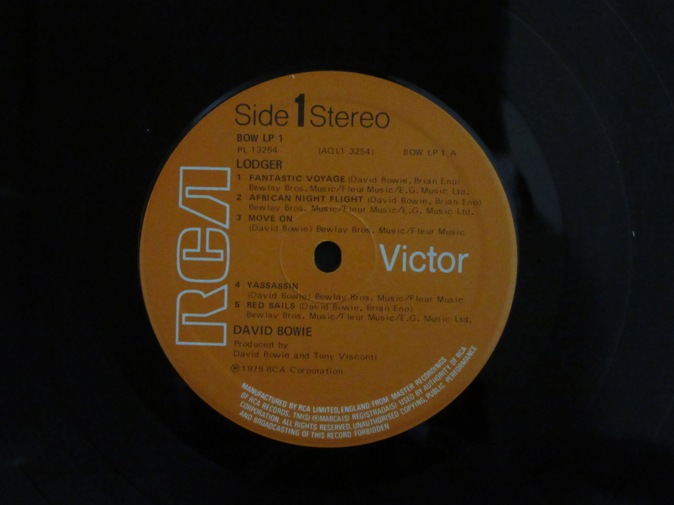 Side 1 Stereo
BOW LP 1
PL 13254 (AQL1 3254) BOW LP 1 A
LODGER
1 FANTASTIC VOYAGE (David Bowie, Brian Eno)
Bewlay Bros. Music/Fleur Music/E.G. Music Ltd.
2 AFRICAN NIGHT FLIGHT (David Bowie, Brian Eno)
Bewlay Bros. Music/Fleur Music/E.G. Music Ltd.
3 MOVE ON
(David Bowie) Bewlay Bros. Music/Fleur Music
RCA
Victor
4 YASSASSIN
(David Bowie) Bewlay Bros. Music/Fleur Music
5 RED SAILS (David Bowie, Brian Eno)
Bewlay Bros. Music/Fleur Music/E.G. Music Ltd.
DAVID BOWIE
Produced by
David Bowie and Tony Visconti
℗ 1979 RCA Corporation
MANUFACTURED BY RCA LIMITED, ENGLAND FROM MASTER RECORDINGS
OF RCA RECORDS. TM(S) ® MARCA(S) REGISTRADA(S) USED BY AUTHORITY OF RCA
CORPORATION. ALL RIGHTS RESERVED. UNAUTHORISED COPYING, PUBLIC PERFORMANCE
AND BROADCASTING OF THIS RECORD FORBIDDEN